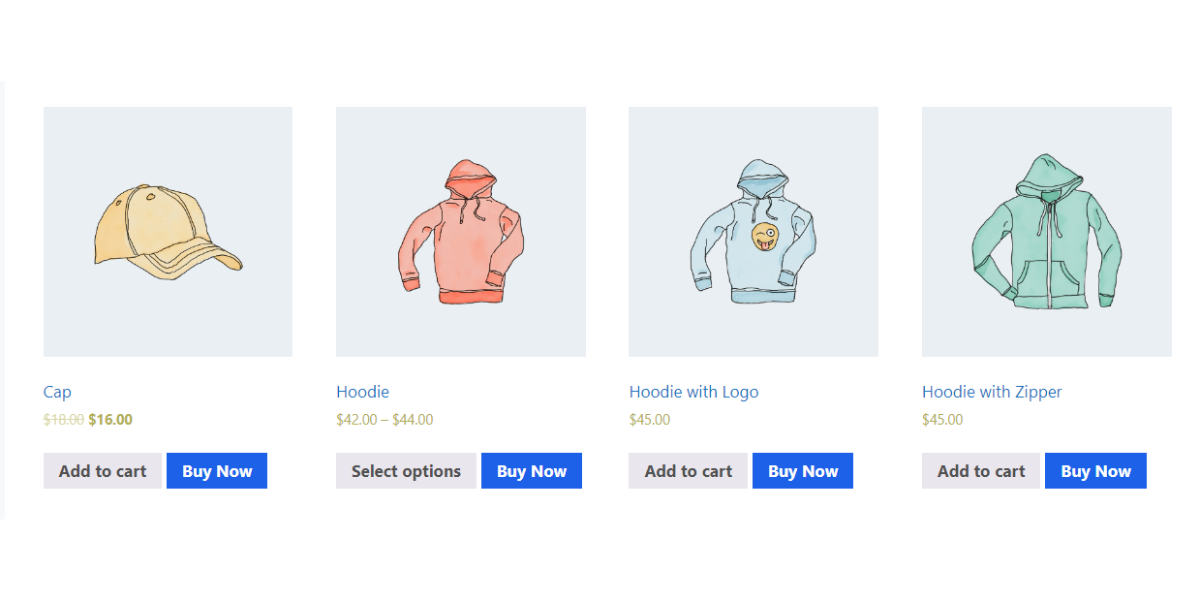 Cap
$18.00 $16.00
Add to cart
Buy Now
Hoodie
$42.00 – $44.00
Select options
Buy Now
Hoodie with Logo
$45.00
Add to cart
Buy Now
Hoodie with Zipper
$45.00
Add to cart
Buy Now